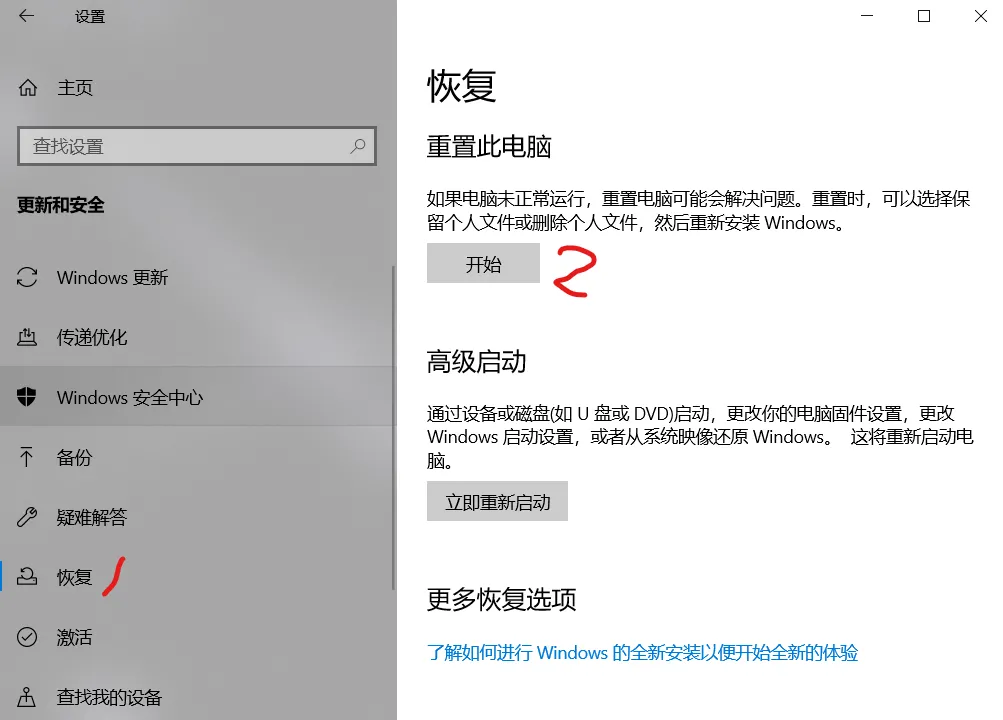 设置
主页
查找设置
更新和安全
Windows 更新
传递优化
Windows 安全中心
备份
疑难解答
恢复 1
激活
查找我的设备
恢复
重置此电脑
如果电脑未正常运行，重置电脑可能会解决问题。重置时，可以选择保
留个人文件或删除个人文件，然后重新安装 Windows。
开始 2
高级启动
通过设备或磁盘(如 U 盘或 DVD)启动，更改你的电脑固件设置，更改
Windows 启动设置，或者从系统映像还原 Windows。 这将重新启动电
脑。
立即重新启动
更多恢复选项
了解如何进行 Windows 的全新安装以便开始全新的体验